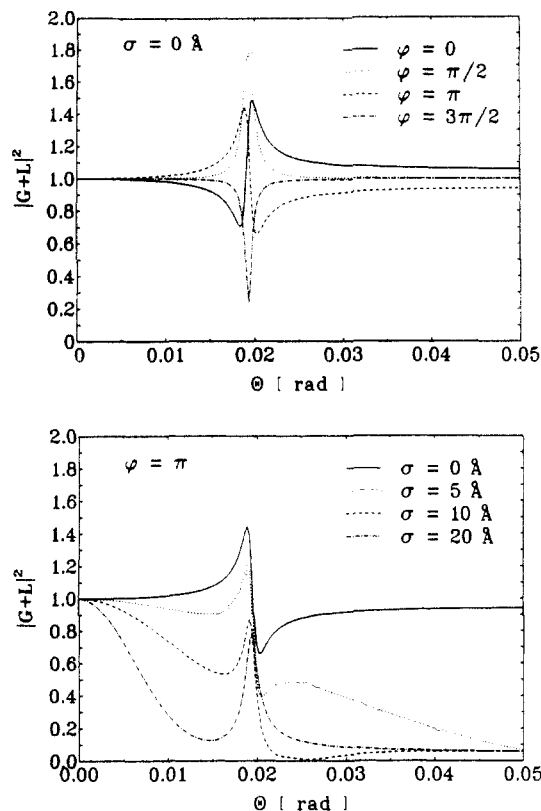 2.0
σ = 0 Å
φ = 0
1.8
φ = π/2
1.6
φ = π
1.4
φ = 3π/2
1.2
|G+L|²
1.0
0.8
0.6
0.4
0.2
0
0
0.01
0.02
0.03
0.04
0.05
Θ [ rad ]
2.0
φ = π
σ = 0 Å
1.8
σ = 5 Å
1.6
σ = 10 Å
1.4
σ = 20 Å
1.2
|G+L|²
1.0
0.8
0.6
0.4
0.2
0.0
0.00
0.01
0.02
0.03
0.04
0.05
Θ [ rad ]